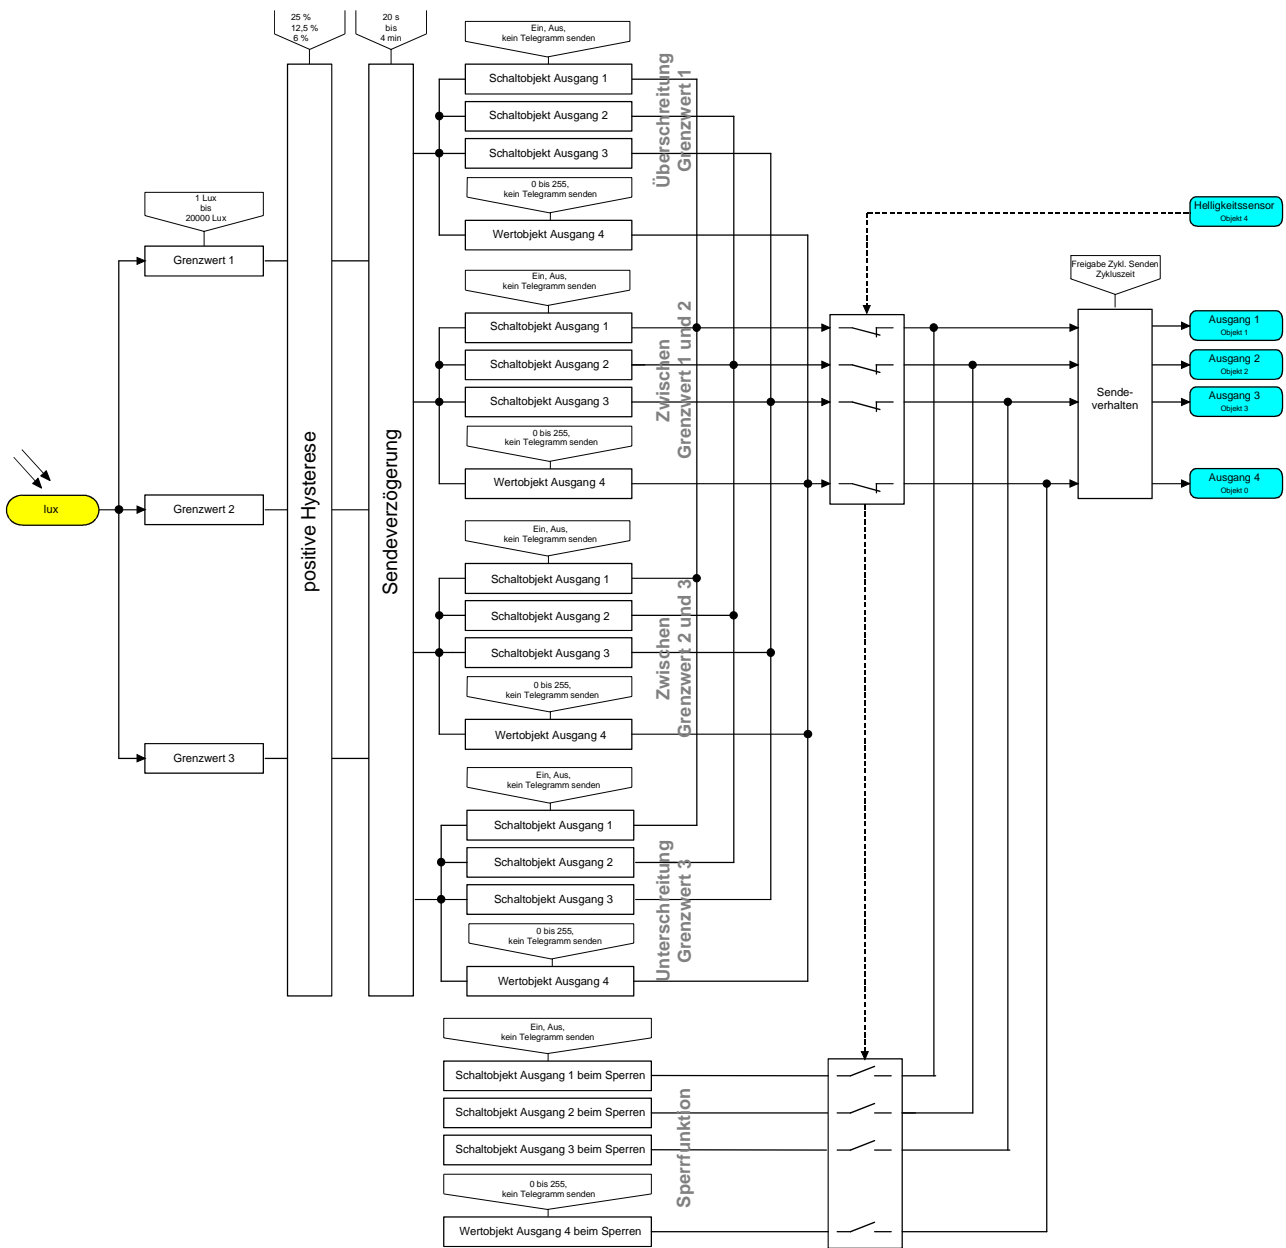 25 %
12,5 %
6 %
20 s
bis
4 min
Ein, Aus,
kein Telegramm senden
Schaltobjekt Ausgang 1
Schaltobjekt Ausgang 2
Schaltobjekt Ausgang 3
0 bis 255,
kein Telegramm senden
Wertobjekt Ausgang 4
Überschreitung
Grenzwert 1
1 Lux
bis
20000 Lux
Grenzwert 1
Helligkeitssensor
Objekt 4
Ein, Aus,
kein Telegramm senden
Schaltobjekt Ausgang 1
Schaltobjekt Ausgang 2
Schaltobjekt Ausgang 3
0 bis 255,
kein Telegramm senden
Wertobjekt Ausgang 4
Zwischen
Grenzwert 1 und 2
Freigabe Zykl. Senden
Zykluszeit
Sende-
verhalten
Ausgang 1
Objekt 1
Ausgang 2
Objekt 2
Ausgang 3
Objekt 3
Ausgang 4
Objekt 0
lux
Grenzwert 2
positive Hysterese
Sendeverzögerung
Ein, Aus,
kein Telegramm senden
Schaltobjekt Ausgang 1
Schaltobjekt Ausgang 2
Schaltobjekt Ausgang 3
0 bis 255,
kein Telegramm senden
Wertobjekt Ausgang 4
Zwischen
Grenzwert 2 und 3
Grenzwert 3
Ein, Aus,
kein Telegramm senden
Schaltobjekt Ausgang 1
Schaltobjekt Ausgang 2
Schaltobjekt Ausgang 3
0 bis 255,
kein Telegramm senden
Wertobjekt Ausgang 4
Unterschreitung
Grenzwert 3
Ein, Aus,
kein Telegramm senden
Schaltobjekt Ausgang 1 beim Sperren
Schaltobjekt Ausgang 2 beim Sperren
Schaltobjekt Ausgang 3 beim Sperren
0 bis 255,
kein Telegramm senden
Wertobjekt Ausgang 4 beim Sperren
Sperrfunktion